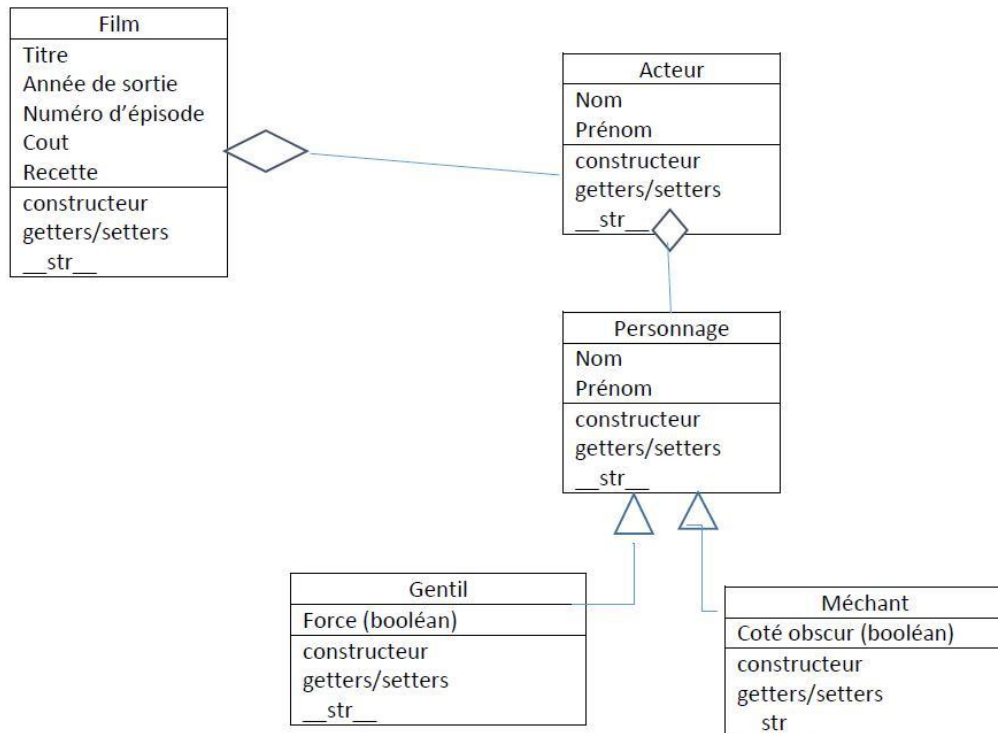 Film
Titre
Année de sortie
Numéro d'épisode
Cout
Recette
constructeur
getters/setters
__str__
Acteur
Nom
Prénom
constructeur
getters/setters
__str__
Personnage
Nom
Prénom
constructeur
getters/setters
__str__
Gentil
Force (booléan)
constructeur
getters/setters
__str__
Méchant
Coté obscur (booléan)
constructeur
getters/setters
str